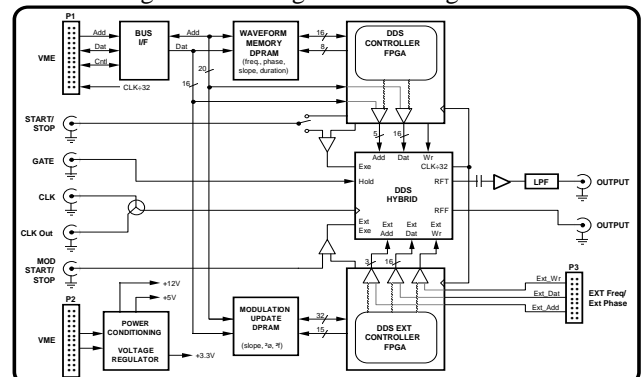 P1
VME
Add
Dat
Cntl
CLK÷32
BUS
I/F
Add
Dat
20
16
WAVEFORM
MEMORY
DPRAM
(freq., phase,
slope, duration)
16
8
DDS
CONTROLLER
FPGA
5
16
START/
STOP
GATE
CLK
CLK Out
MOD
START/
STOP
Exe
Hold
Ext
Exe
Add
Dat
Wr
CLK÷32
RFT
DDS
HYBRID
RFF
Ext
Add
Ext
Dat
Ext
Wr
LPF
OUTPUT
OUTPUT
3
16
P2
VME
+12V
+5V
POWER
CONDITIONING
VOLTAGE
REGULATOR
+3.3V
MODULATION
UPDATE
DPRAM
32
15
DDS EXT
CONTROLLER
FPGA
P3
Ext_Wr
Ext_Dat
Ext_Add
EXT Freq/
Ext Phase